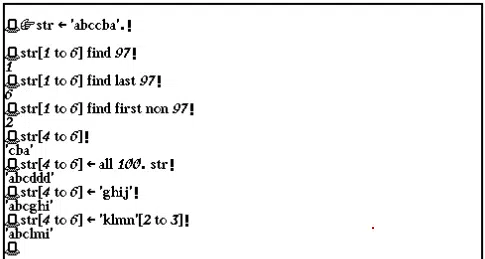 ☞ str ← 'abccba'.!
str[1 to 6] find 97!
1
str[1 to 6] find last 97!
6
str[1 to 6] find first non 97!
2
str[4 to 6]!
'cba'
str[4 to 6] ← all 100. str!
'abcddd'
str[4 to 6] ← 'ghij'!
'abcghi'
str[4 to 6] ← 'klmn'[2 to 3]!
'abclmi'